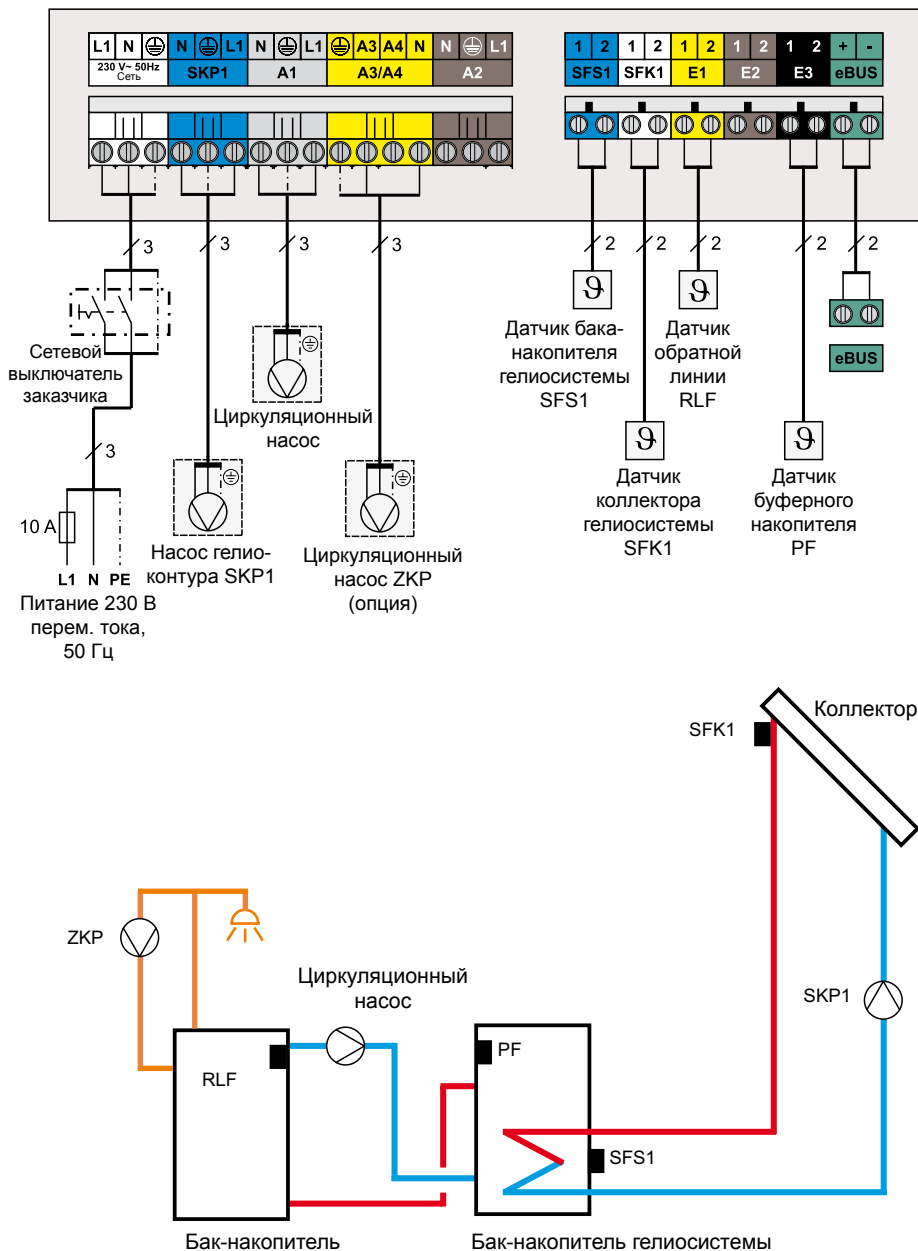 L1 N N L1 N L1 A3 A4 N N L1
230 V~ 50Hz
Сеть
SKP1 A1 A3/A4 A2
1 2 1 2 1 2 1 2 1 2 + -
SFS1 SFK1 E1 E2 E3 eBUS
3 3 3 3 2 2 2 2 2
Сетевой
выключатель
заказчика
3
10 A
L1 N PE
Питание 230 В
перем. тока,
50 Гц
Насос гелио-
контура SKP1
Циркуляционный
насос
Циркуляционный
насос ZKP
(опция)
Датчик бака-
накопителя
гелиосистемы
SFS1
Датчик
обратной
линии
RLF
eBUS
Датчик
коллектора
гелиосистемы
SFK1
Датчик
буферного
накопителя
PF
Коллектор
SFK1
ZKP
Циркуляционный
насос
SKP1
RLF
PF
SFS1
Бак-накопитель
Бак-накопитель гелиосистемы